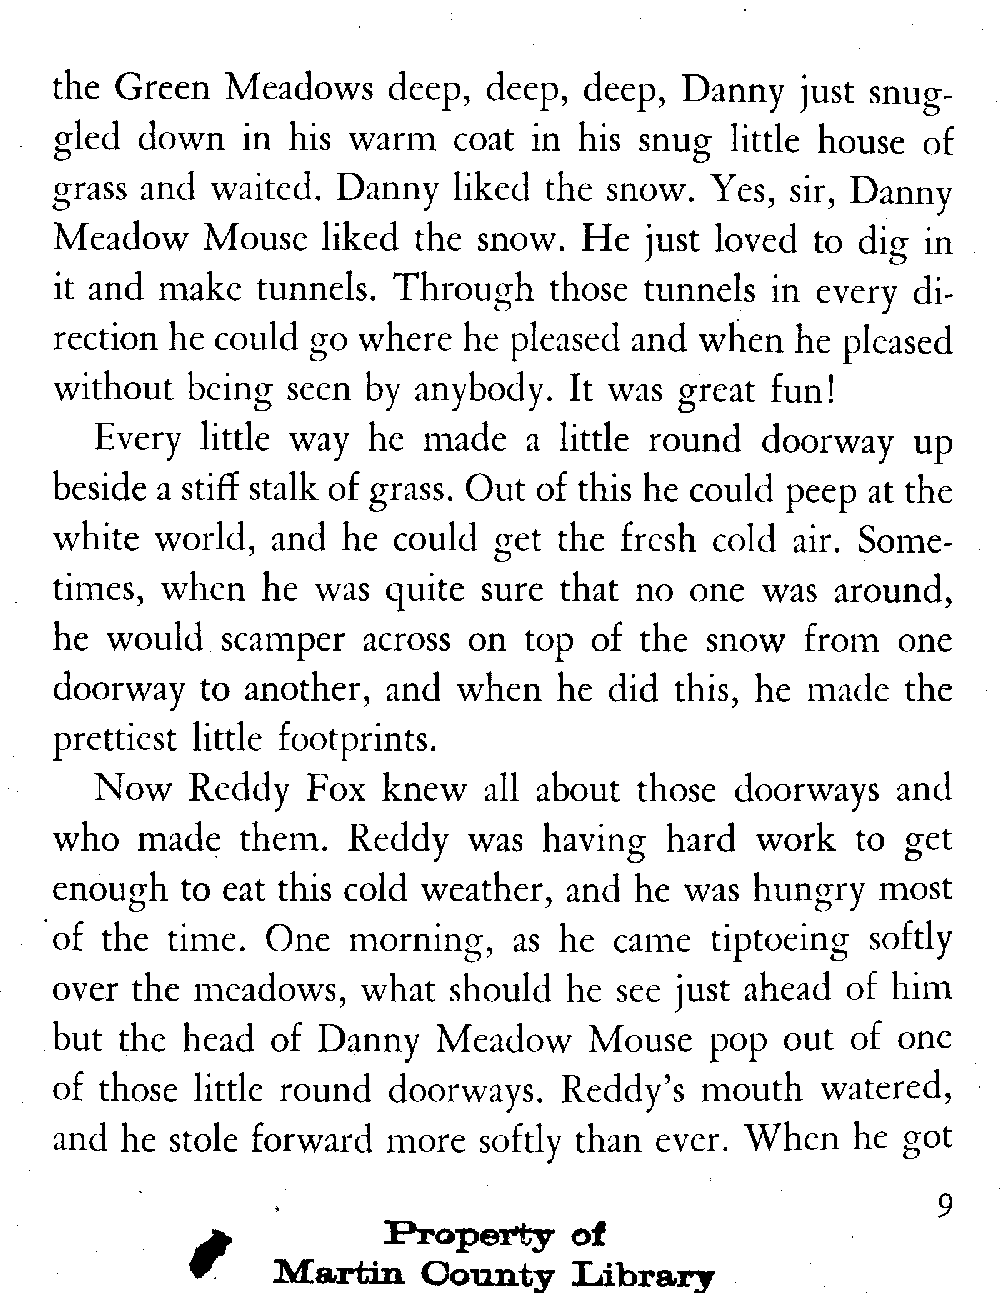 the Green Meadows deep, deep, deep, Danny just snug-
gled down in his warm coat in his snug little house of
grass and waited. Danny liked the snow. Yes, sir, Danny
Meadow Mouse liked the snow. He just loved to dig in
it and make tunnels. Through those tunnels in every di-
rection he could go where he pleased and when he pleased
without being seen by anybody. It was great fun!
Every little way he made a little round doorway up
beside a stiff stalk of grass. Out of this he could peep at the
white world, and he could get the fresh cold air. Some-
times, when he was quite sure that no one was around,
he would scamper across on top of the snow from one
doorway to another, and when he did this, he made the
prettiest little footprints.
Now Reddy Fox knew all about those doorways and
who made them. Reddy was having hard work to get
enough to eat this cold weather, and he was hungry most
of the time. One morning, as he came tiptoeing softly
over the meadows, what should he see just ahead of him
but the head of Danny Meadow Mouse pop out of one
of those little round doorways. Reddy's mouth watered,
and he stole forward more softly than ever. When he got
9
Property of
Martin County Library